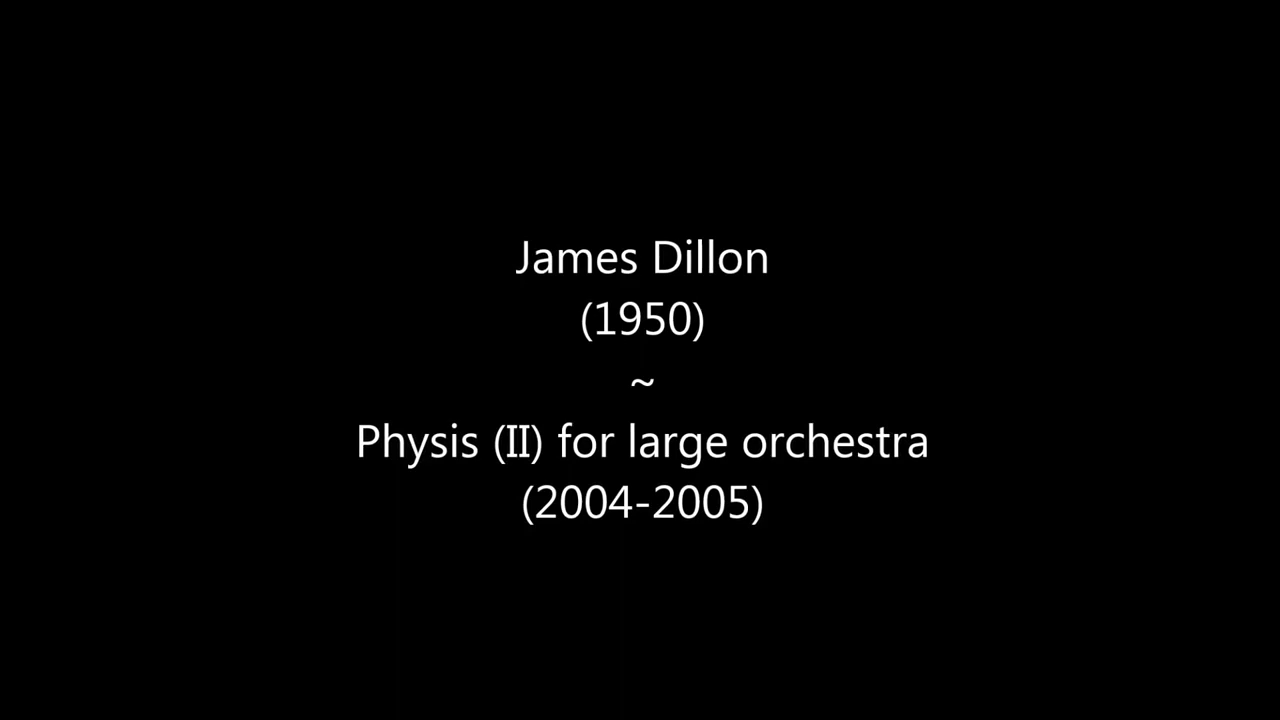 James Dillon
(1950)
~
Physis (II) for large orchestra
(2004-2005)